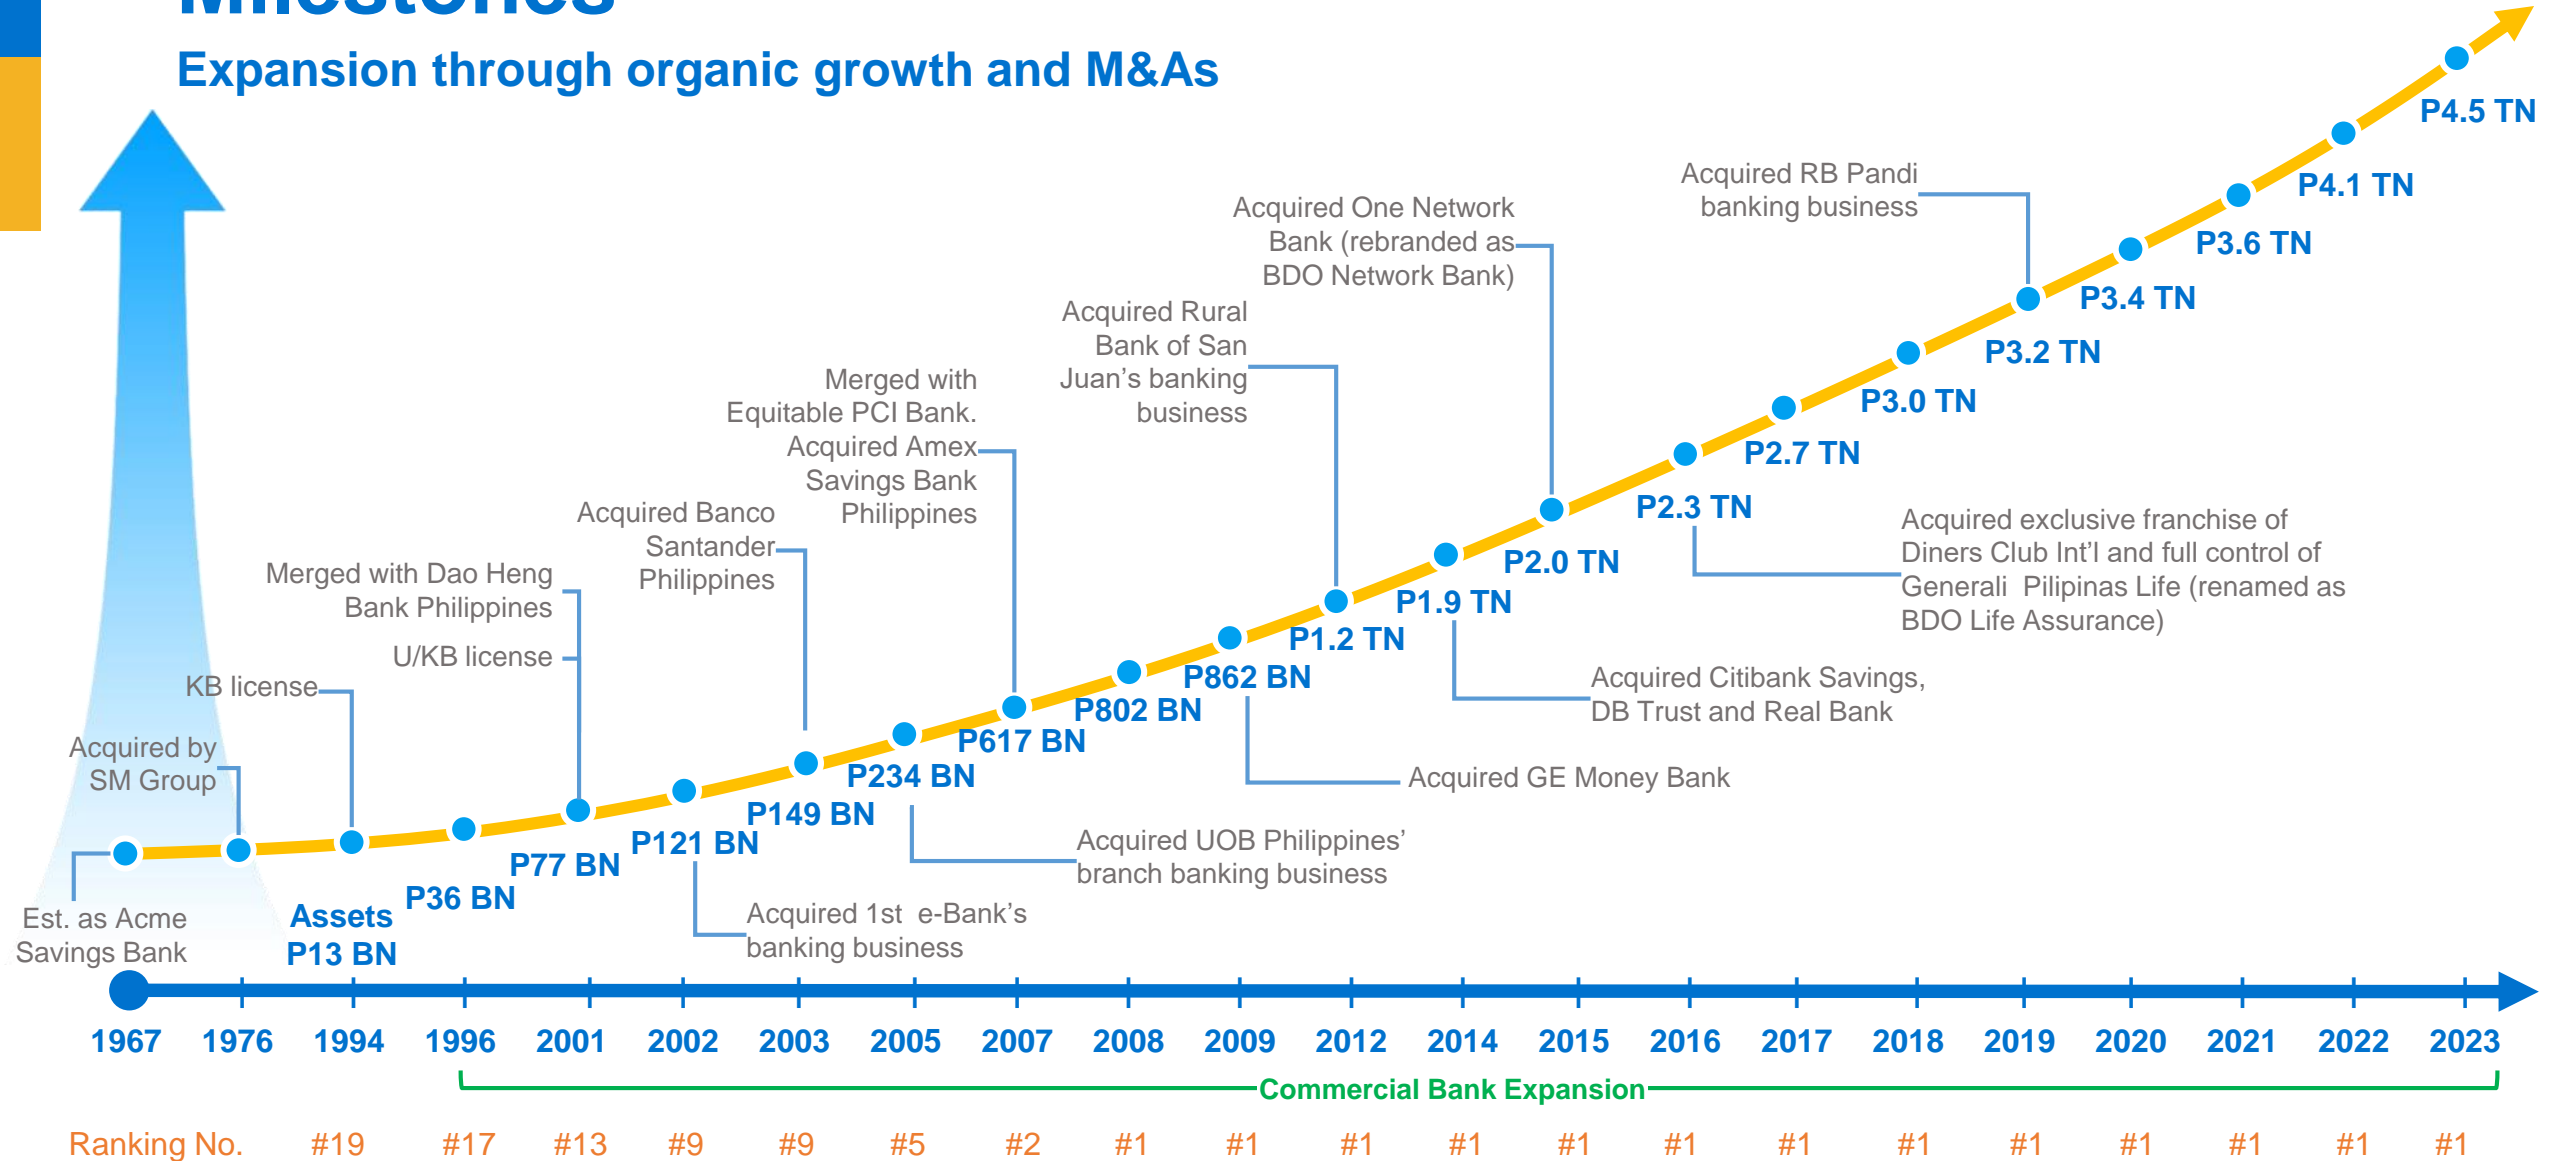 Milestones
Expansion through organic growth and M&As
P4.5 TN
P4.1 TN
P3.6 TN
P3.4 TN
P3.2 TN
P3.0 TN
P2.7 TN
P2.3 TN
P2.0 TN
P1.9 TN
P1.2 TN
P862 BN
P802 BN
P617 BN
P234 BN
P149 BN
P121 BN
P77 BN
P36 BN
Assets
P13 BN
Est. as Acme
Savings Bank
Acquired by
SM Group
KB license
Merged with Dao Heng
Bank Philippines
U/KB license
Acquired Banco
Santander
Philippines
Merged with
Equitable PCI Bank.
Acquired Amex
Savings Bank
Philippines
Acquired Rural
Bank of San
Juan’s banking
business
Acquired One Network
Bank (rebranded as
BDO Network Bank)
Acquired RB Pandi
banking business
Acquired exclusive franchise of
Diners Club Int’l and full control of
Generali  Pilipinas Life (renamed as
BDO Life Assurance)
Acquired Citibank Savings,
DB Trust and Real Bank
Acquired GE Money Bank
Acquired UOB Philippines’
branch banking business
Acquired 1st  e-Bank’s
banking business
1967 1976 1994 1996 2001 2002 2003 2005 2007 2008 2009 2012 2014 2015 2016 2017 2018 2019 2020 2021 2022 2023
Commercial Bank Expansion
Ranking No. #19 #17 #13 #9 #9 #5 #2 #1 #1 #1 #1 #1 #1 #1 #1 #1 #1 #1 #1 #1